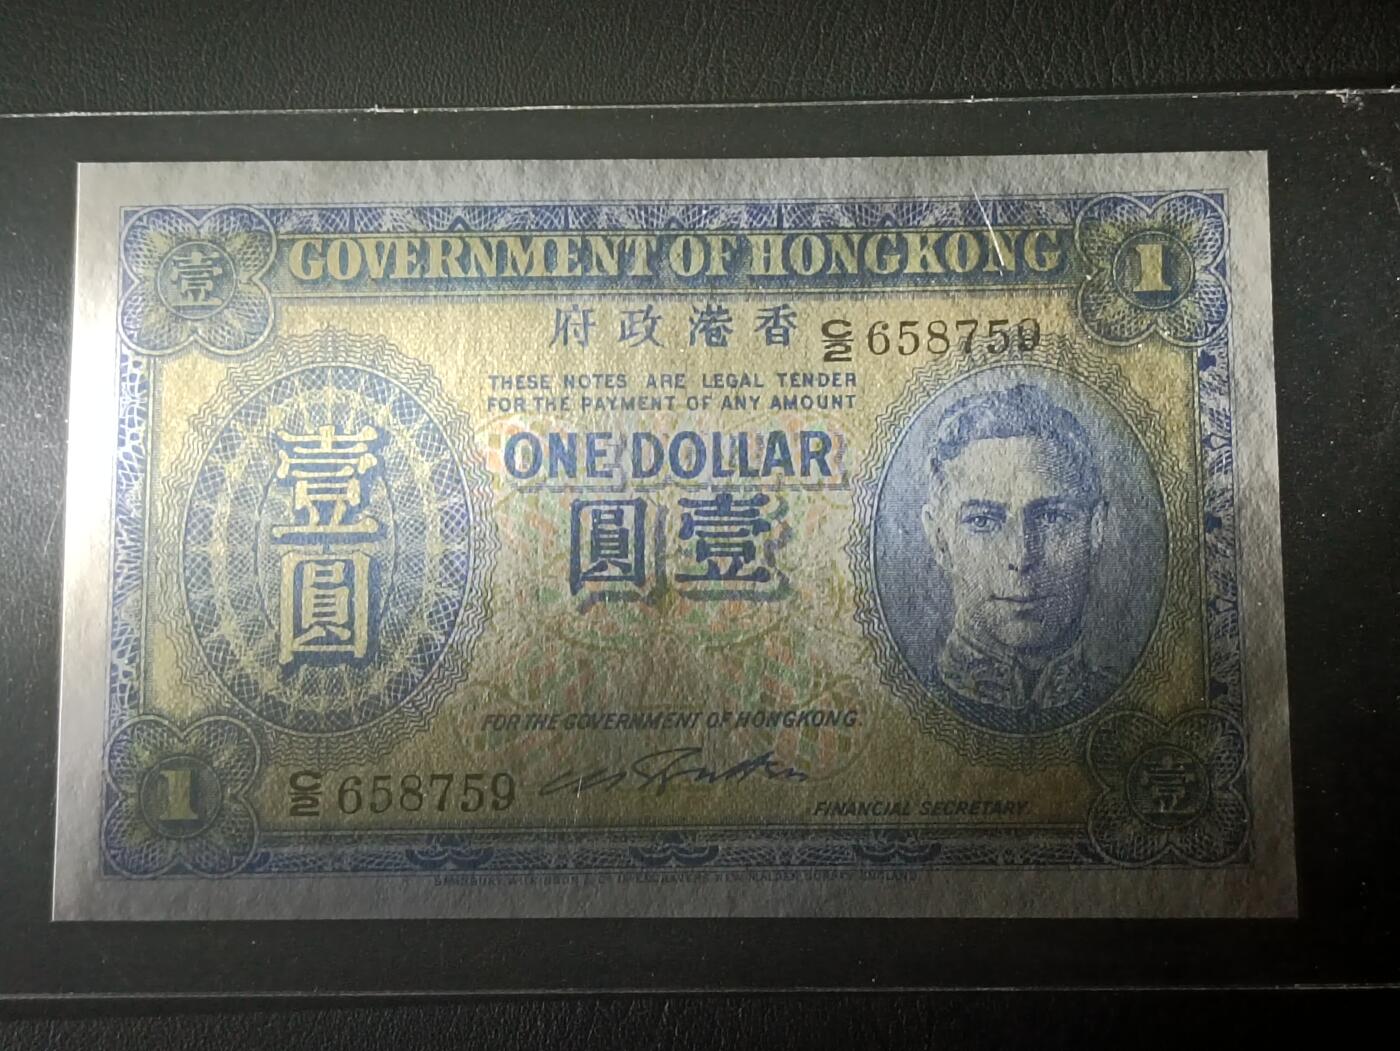 壹
GOVERNMENT OF HONGKONG
1
府政港香
C/2 658759
THESE NOTES ARE LEGAL TENDER
FOR THE PAYMENT OF ANY AMOUNT
ONE DOLLAR
圓壹
壹圓
FOR THE GOVERNMENT OF HONGKONG.
C/2 658759
FINANCIAL SECRETARY.
1
壹
ENGLAND